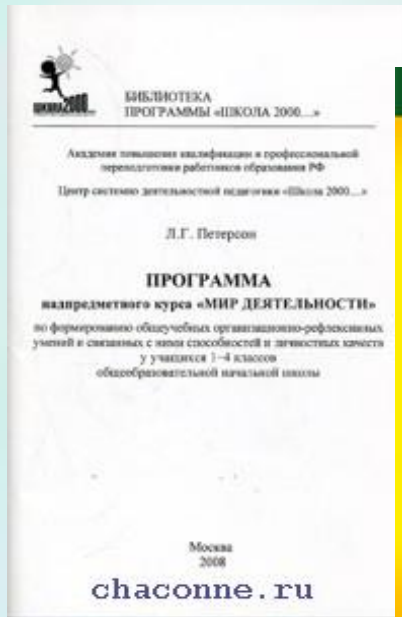 школа2000...
БИБЛИОТЕКА
ПРОГРАММЫ «ШКОЛА 2000...»
Академия повышения квалификации и профессиональной
переподготовки работников образования РФ
Центр системно деятельностной педагогики «Школа 2000...»
Л.Г. Петерсон
ПРОГРАММА
надпредметного курса «МИР ДЕЯТЕЛЬНОСТИ»
по формированию общеучебных организационно-рефлексивных
умений и связанных с ними способностей и личностных качеств
у учащихся 1–4 классов
общеобразовательной начальной школы
Москва
2008
chaconne.ru